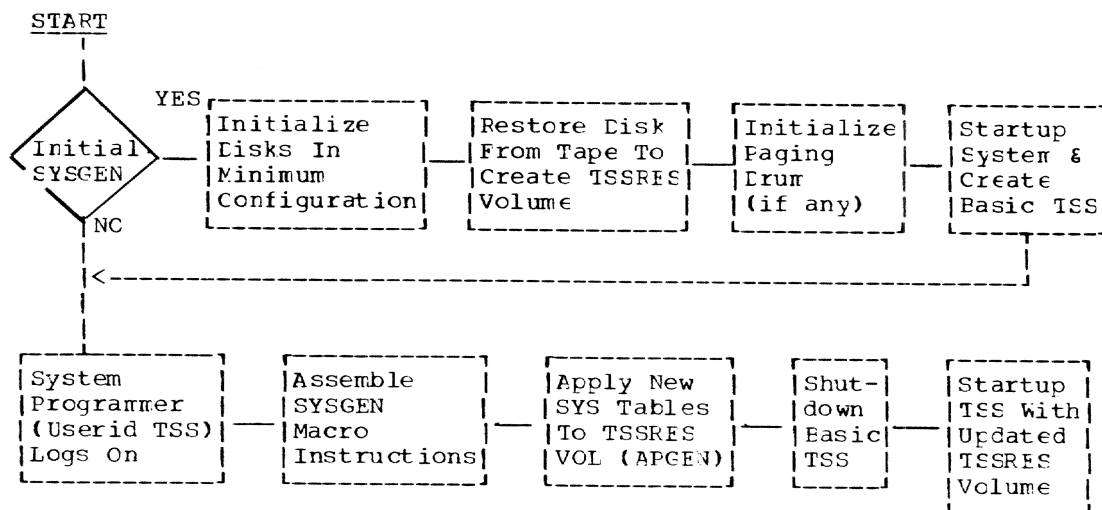 START
YES
Initial
SYSGEN
NO
Initialize
Disks In
Minimum
Configuration
Restore Disk
From Tape To
Create TSSRES
Volume
Initialize
Paging
Drum
(if any)
Startup
System &
Create
Basic TSS
System
Programmer
(Userid TSS)
Logs On
Assemble
SYSGEN
Macro
Instructions
Apply New
SYS Tables
To TSSRES
VOL (APGEN)
Shut-
down
Basic
TSS
Startup
TSS With
Updated
TSSRES
Volume